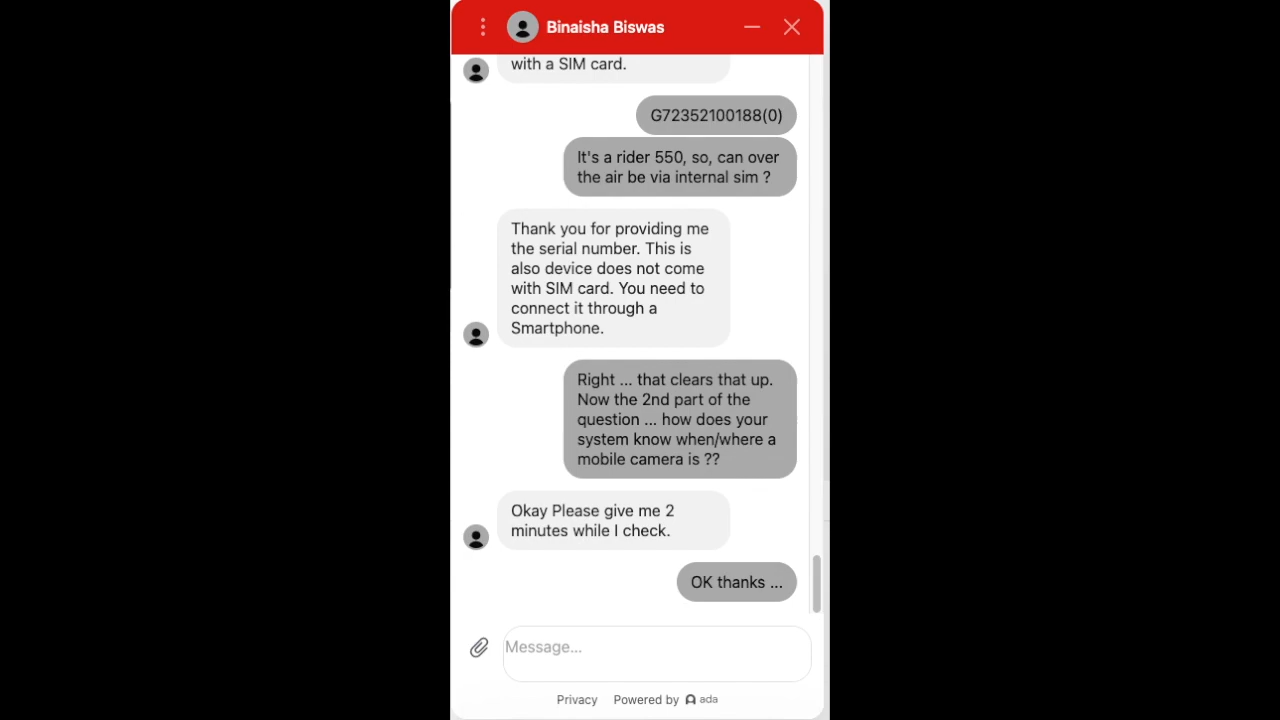 Binaisha Biswas
with a SIM card.
G72352100188(0)
It's a rider 550, so, can over
the air be via internal sim ?
Thank you for providing me
the serial number. This is
also device does not come
with SIM card. You need to
connect it through a
Smartphone.
Right ... that clears that up.
Now the 2nd part of the
question ... how does your
system know when/where a
mobile camera is ??
Okay Please give me 2
minutes while I check.
OK thanks ...
Message...
Privacy Powered by ada